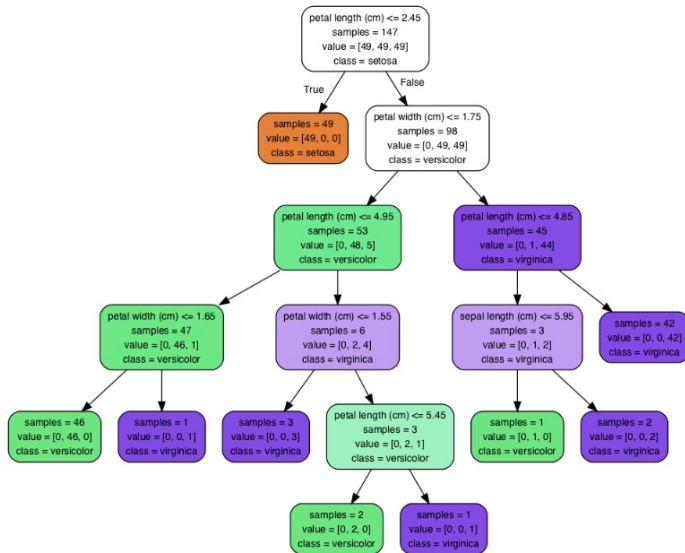 petal length (cm) <= 2.45
samples = 147
value = [49, 49, 49]
class = setosa
True
False
samples = 49
value = [49, 0, 0]
class = setosa
petal width (cm) <= 1.75
samples = 98
value = [0, 49, 49]
class = versicolor
petal length (cm) <= 4.95
samples = 53
value = [0, 48, 5]
class = versicolor
petal length (cm) <= 4.85
samples = 45
value = [0, 1, 44]
class = virginica
petal width (cm) <= 1.65
samples = 47
value = [0, 46, 1]
class = versicolor
petal width (cm) <= 1.55
samples = 6
value = [0, 2, 4]
class = virginica
sepal length (cm) <= 5.95
samples = 3
value = [0, 1, 2]
class = virginica
samples = 42
value = [0, 0, 42]
class = virginica
samples = 46
value = [0, 46, 0]
class = versicolor
samples = 1
value = [0, 0, 1]
class = virginica
samples = 3
value = [0, 0, 3]
class = virginica
petal length (cm) <= 5.45
samples = 3
value = [0, 2, 1]
class = versicolor
samples = 1
value = [0, 1, 0]
class = versicolor
samples = 2
value = [0, 0, 2]
class = virginica
samples = 2
value = [0, 2, 0]
class = versicolor
samples = 1
value = [0, 0, 1]
class = virginica